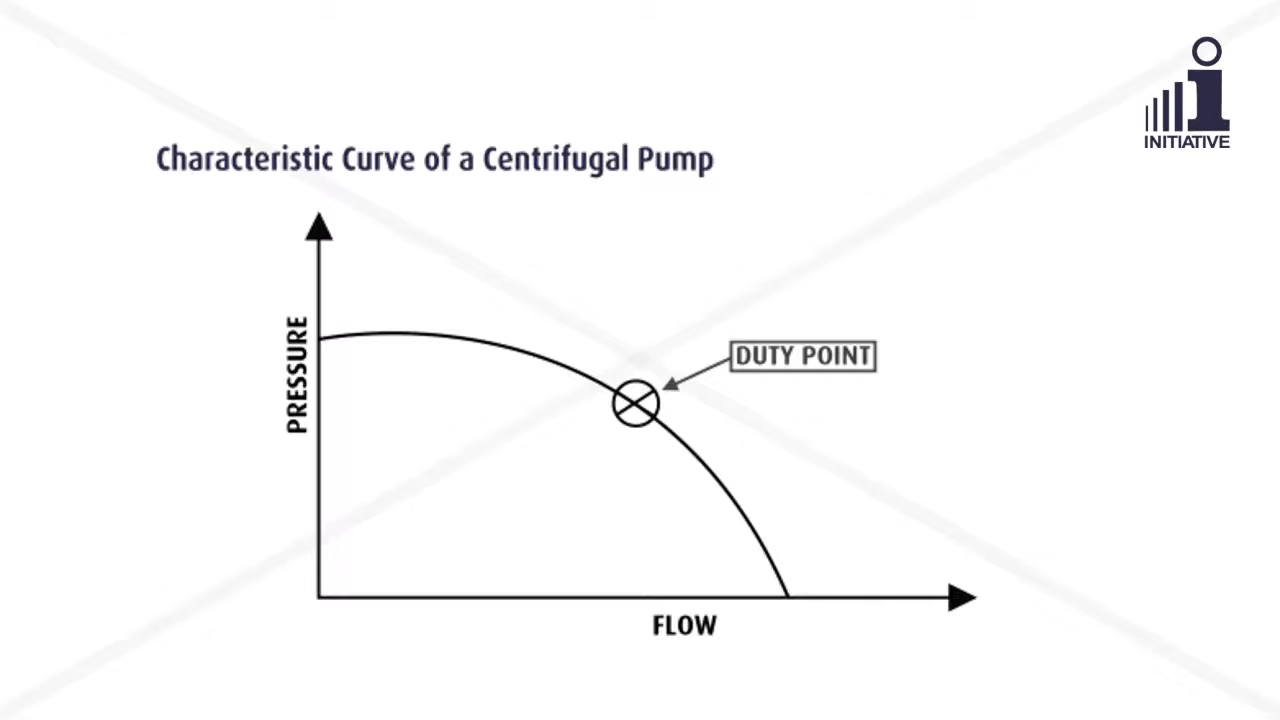 INITIATIVE
Characteristic Curve of a Centrifugal Pump
PRESSURE
DUTY POINT
FLOW